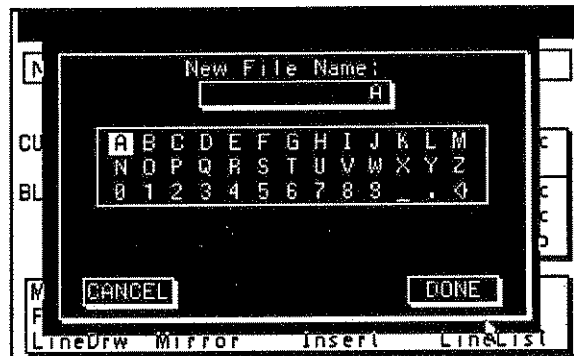 New File Name:
A
A B C D E F G H I J K L M
N O P Q R S T U V W X Y Z
0 1 2 3 4 5 6 7 8 9 _ .
CANCEL DONE
LineDrw Mirror Insert LineList